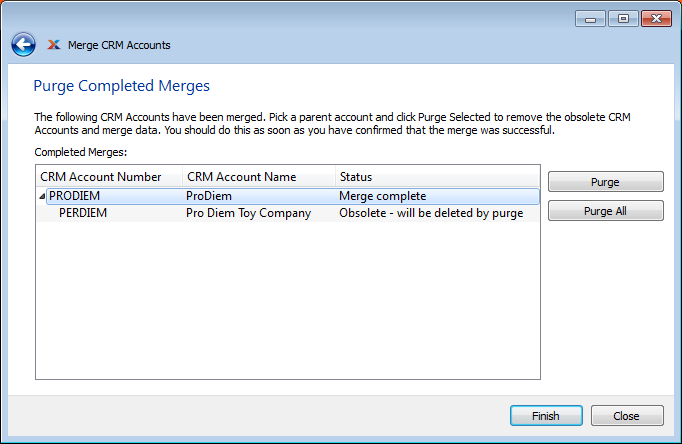 Merge CRM Accounts
Purge Completed Merges
The following CRM Accounts have been merged. Pick a parent account and click Purge Selected to remove the obsolete CRM
Accounts and merge data. You should do this as soon as you have confirmed that the merge was successful.
Completed Merges:
CRM Account Number CRM Account Name Status
PRODIEM ProDiem Merge complete
PERDIEM Pro Diem Toy Company Obsolete - will be deleted by purge
Purge
Purge All
Finish Close